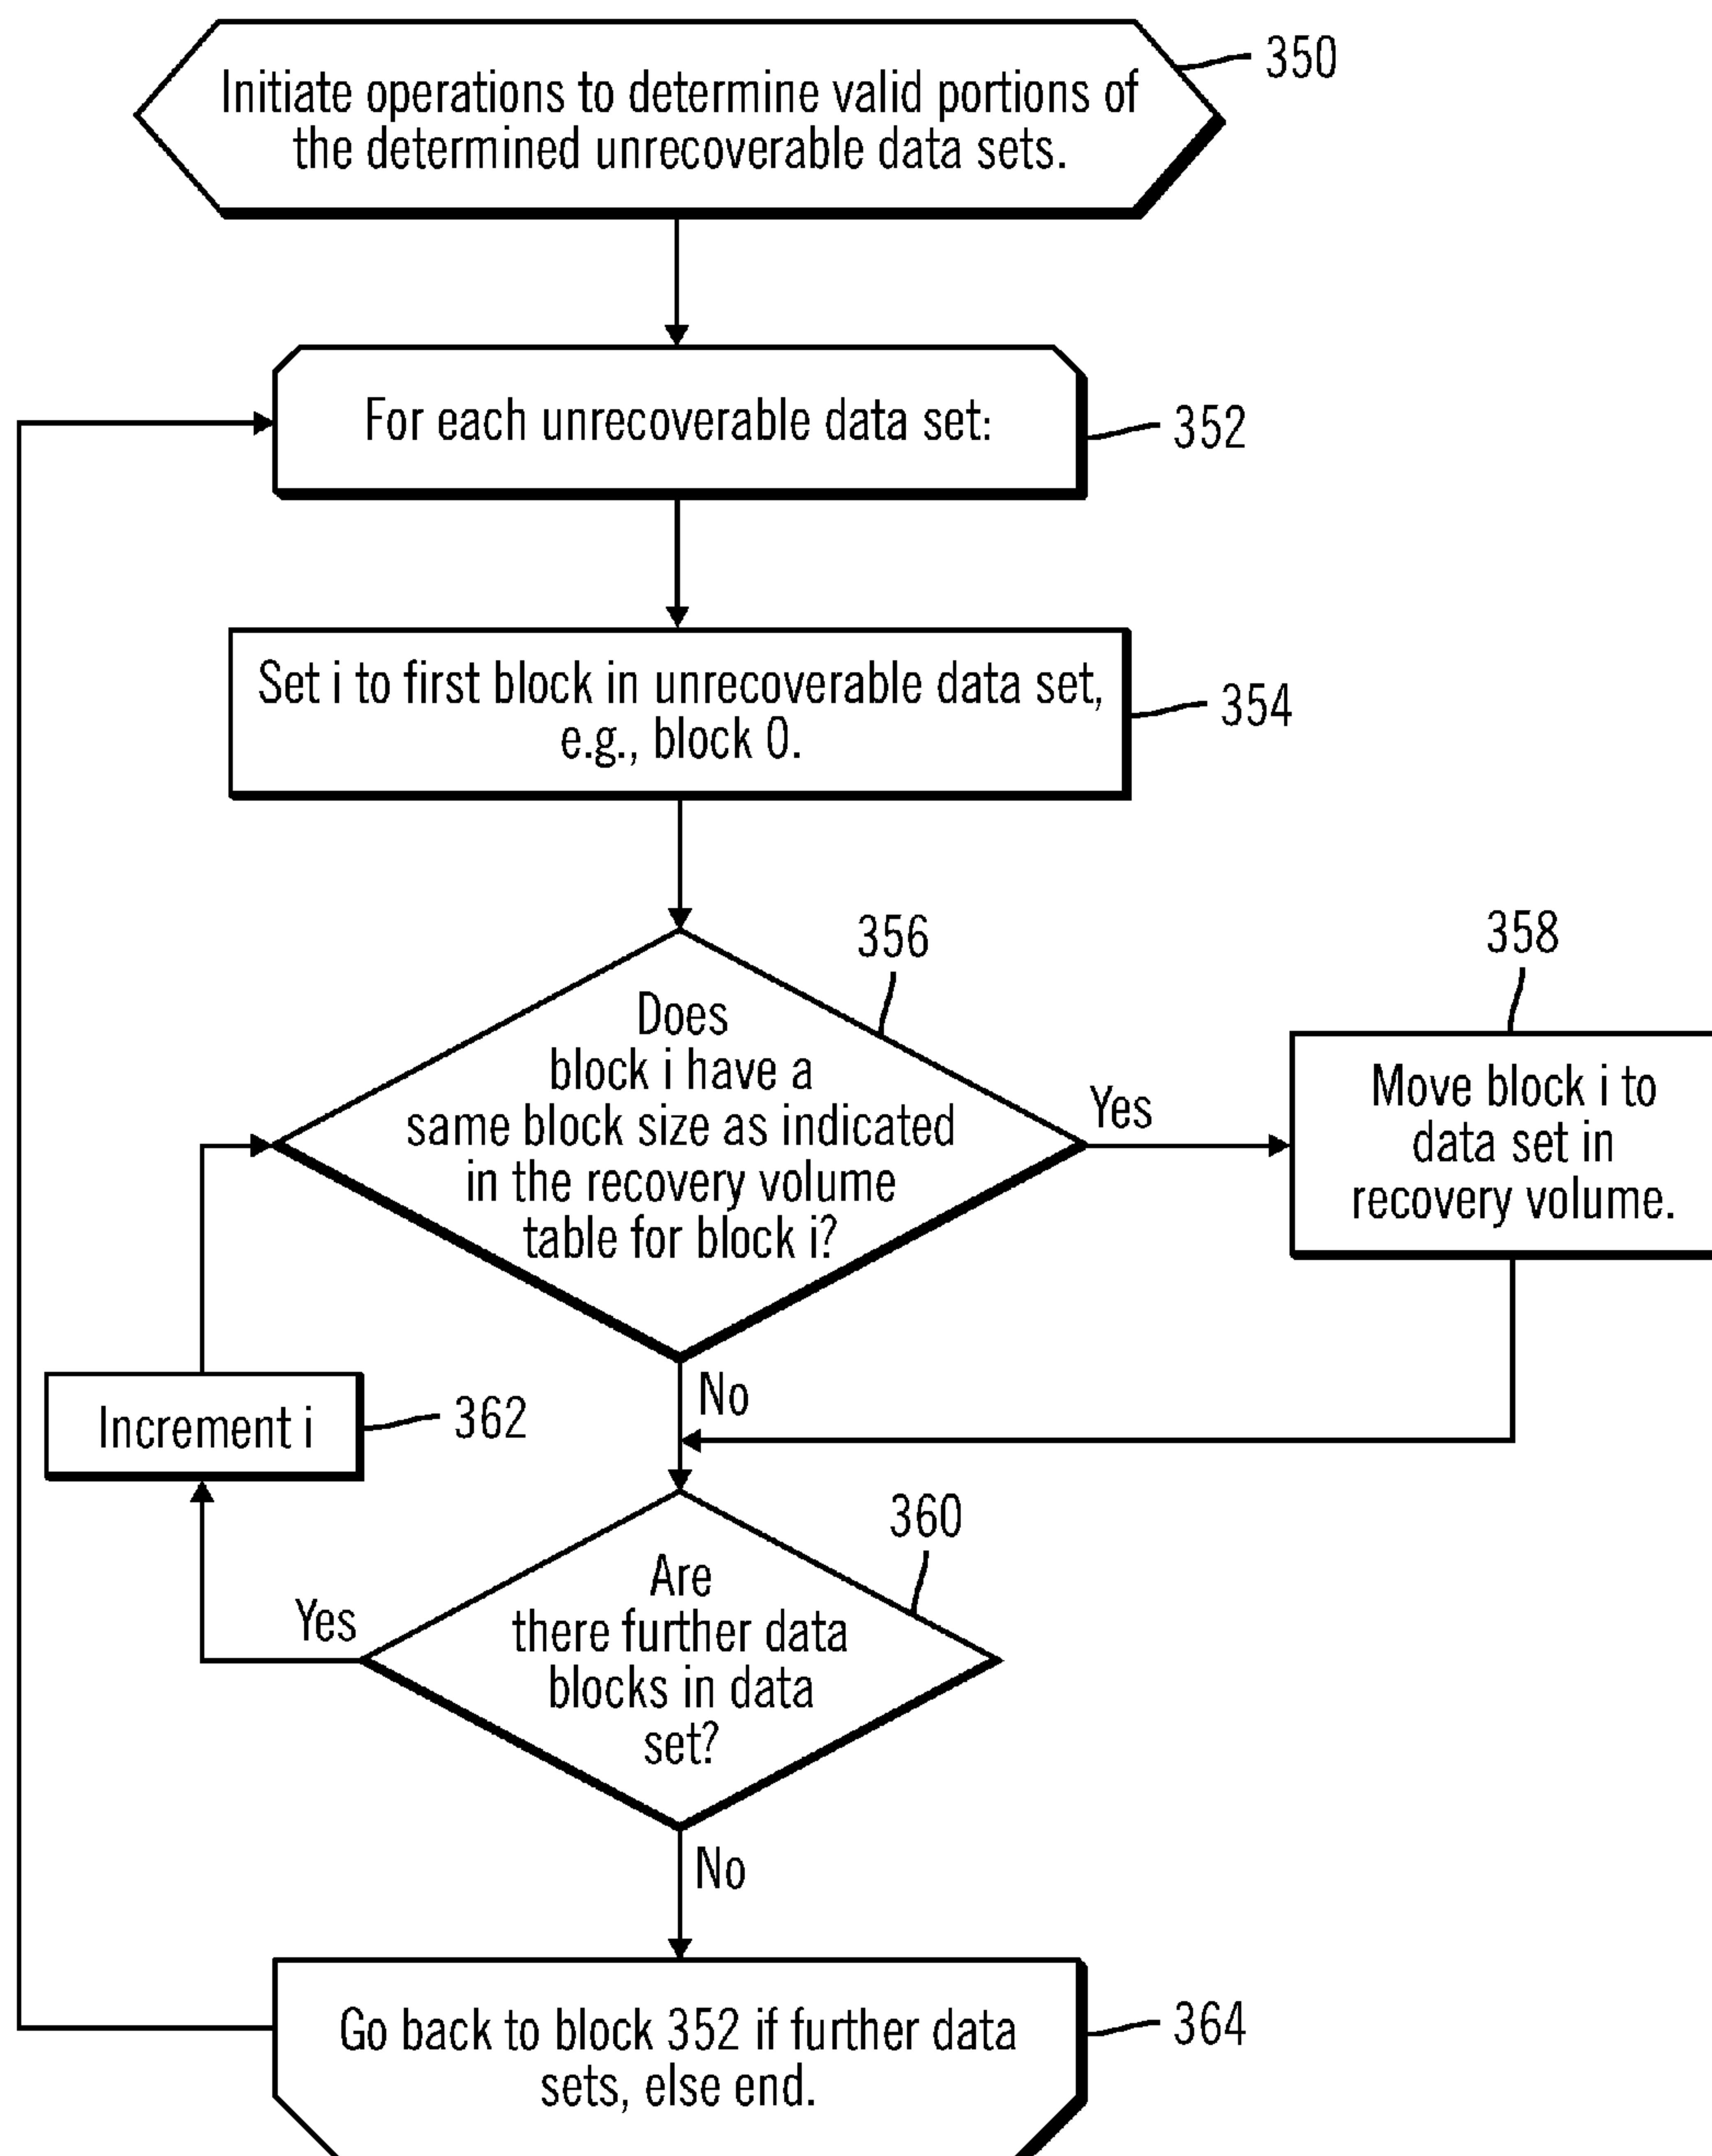 Initiate operations to determine valid portions of
the determined unrecoverable data sets.
350
For each unrecoverable data set:
352
Set i to first block in unrecoverable data set,
e.g., block 0.
354
356
Does
block i have a
same block size as indicated
in the recovery volume
table for block i?
Yes
358
Move block i to
data set in
recovery volume.
No
Increment i
362
360
Are
there further data
blocks in data
set?
Yes
No
Go back to block 352 if further data
sets, else end.
364